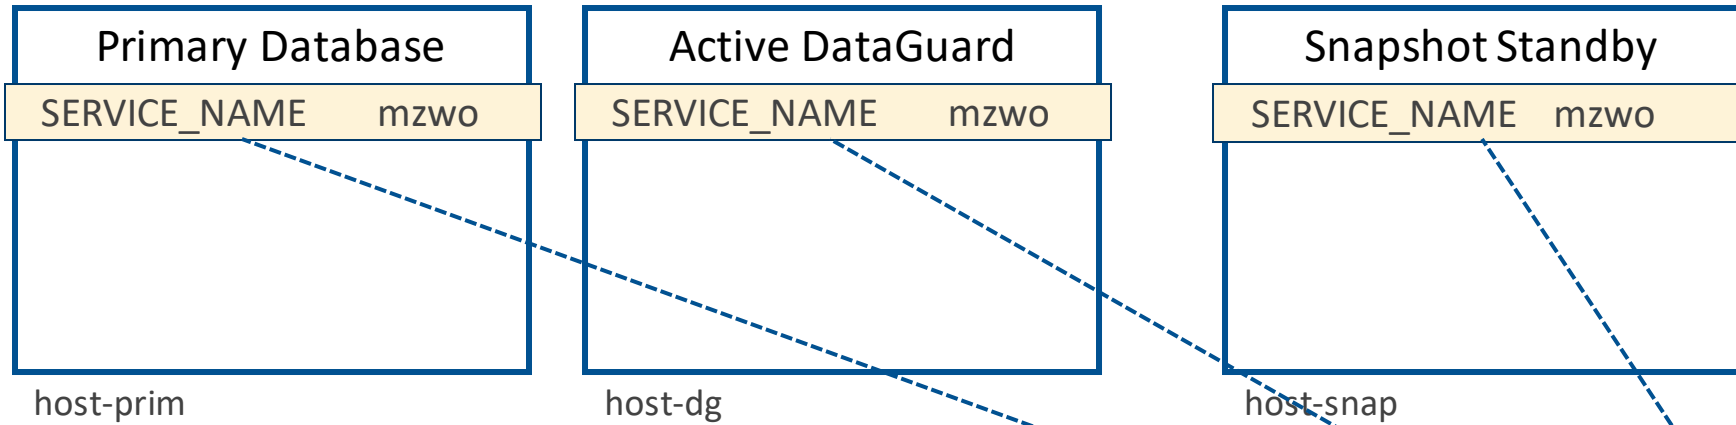 Primary Database Active DataGuard Snapshot Standby
SERVICE_NAME mzwo SERVICE_NAME mzwo SERVICE_NAME mzwo
host-prim host-dg host-snap